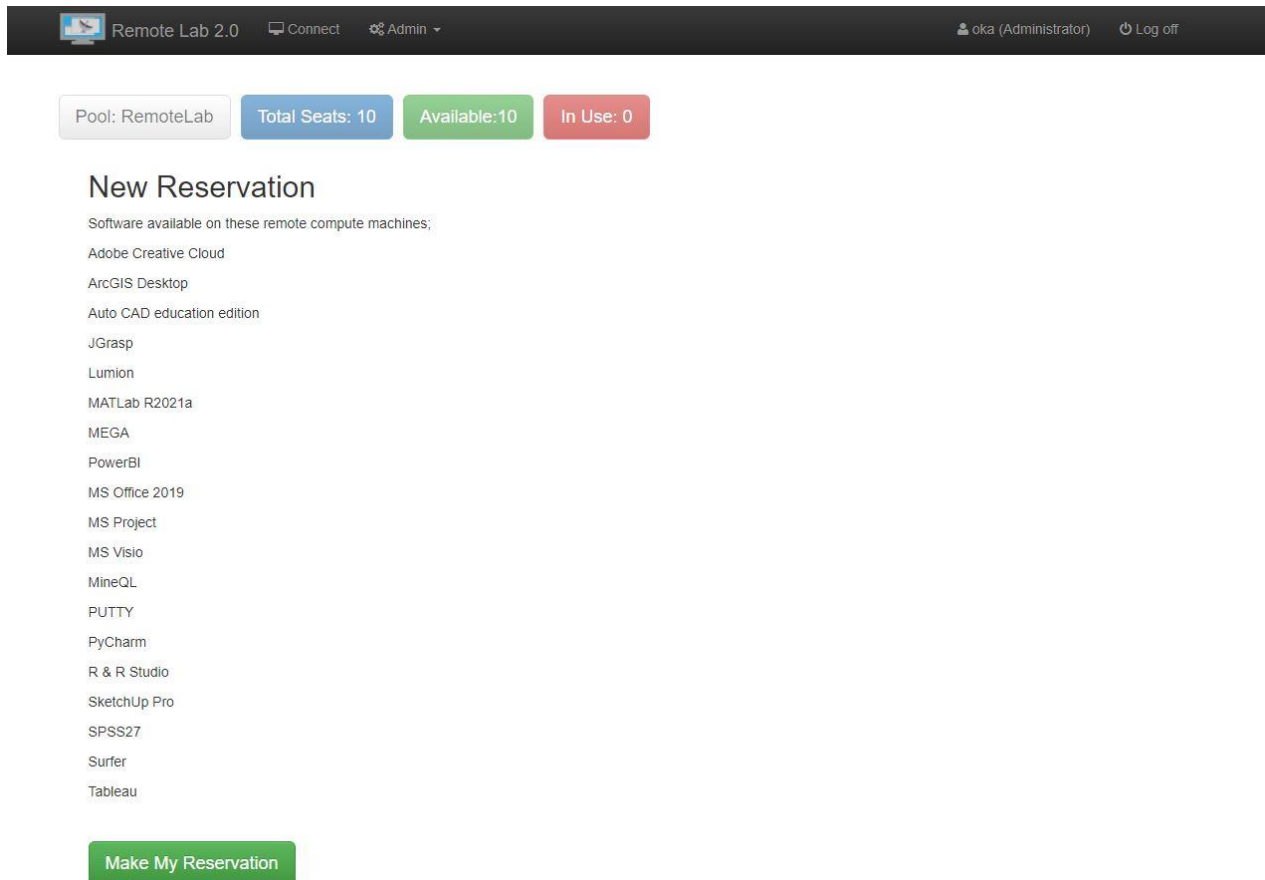 Remote Lab 2.0 Connect Admin oka (Administrator) Log off
Pool: RemoteLab Total Seats: 10 Available:10 In Use: 0
New Reservation
Software available on these remote compute machines;
Adobe Creative Cloud
ArcGIS Desktop
Auto CAD education edition
JGrasp
Lumion
MATLab R2021a
MEGA
PowerBI
MS Office 2019
MS Project
MS Visio
MineQL
PUTTY
PyCharm
R & R Studio
SketchUp Pro
SPSS27
Surfer
Tableau
Make My Reservation